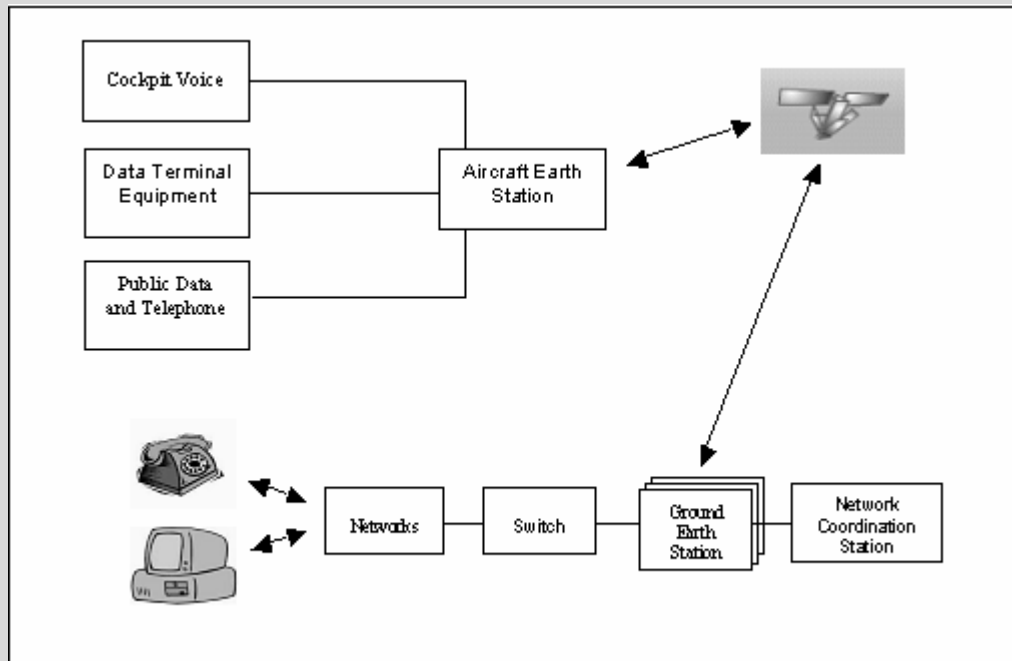 Cockpit Voice
Data Terminal
Equipment
Aircraft Earth
Station
Public Data
and Telephone
Networks
Switch
Ground
Earth
Station
Network
Coordination
Station